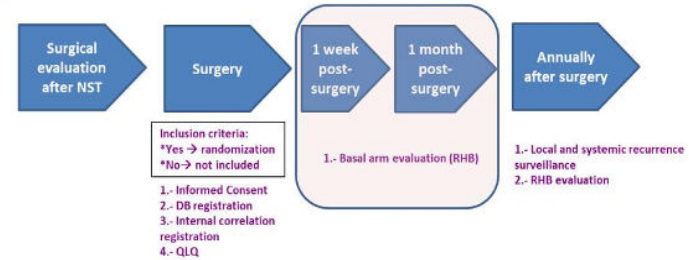 Surgical
evaluation
after NST
Surgery
1 week
post-
surgery
1 month
post-
surgery
Annually
after surgery
Inclusion criteria:
*Yes → randomization
*No→ not included
1.- Informed Consent
2.- DB registration
3.- Internal correlation
registration
4.- QLQ
1.- Basal arm evaluation (RHB)
1.- Local and systemic recurrence
surveillance
2.- RHB evaluation